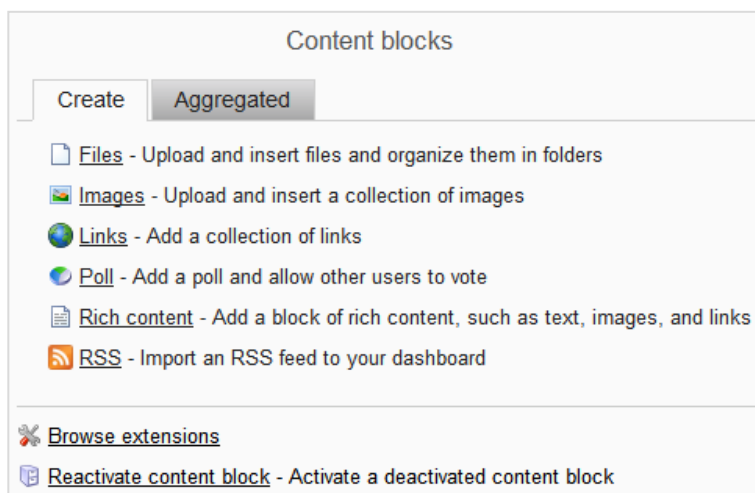 Content blocks
Create Aggregated
Files - Upload and insert files and organize them in folders
Images - Upload and insert a collection of images
Links - Add a collection of links
Poll - Add a poll and allow other users to vote
Rich content - Add a block of rich content, such as text, images, and links
RSS - Import an RSS feed to your dashboard
Browse extensions
Reactivate content block - Activate a deactivated content block